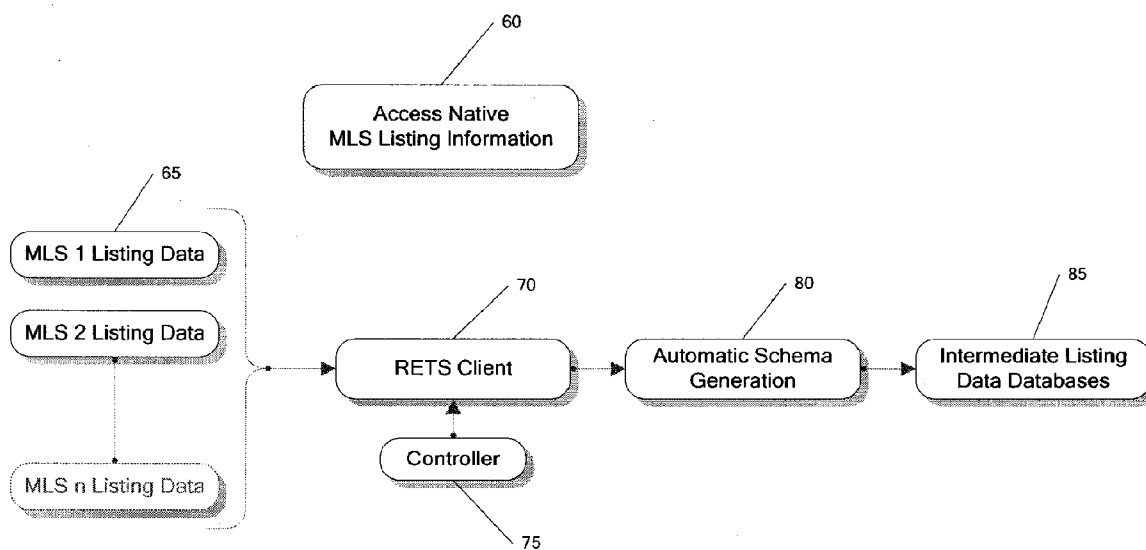 60
Access Native
MLS Listing Information
65
MLS 1 Listing Data
70
80
85
MLS 2 Listing Data
RETS Client
Automatic Schema
Generation
Intermediate Listing
Data Databases
Controller
MLS n Listing Data
75